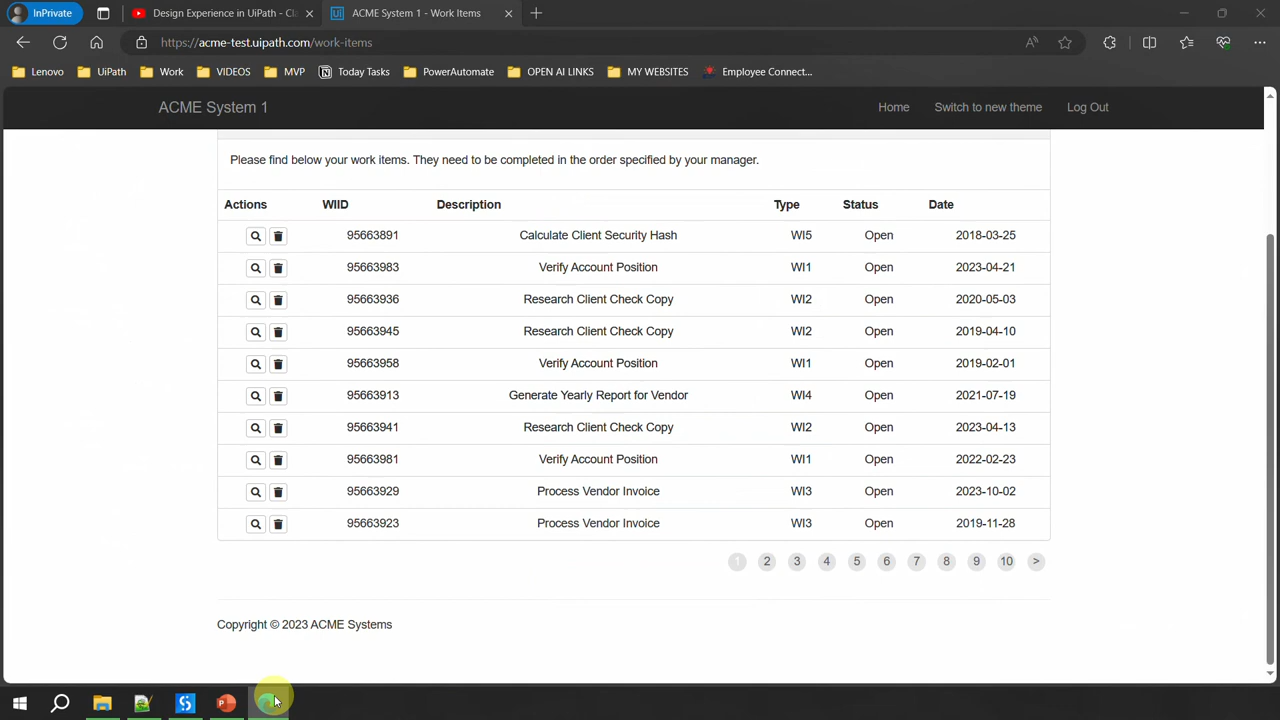 InPrivate
Design Experience in UiPath - Cl
ACME System 1 - Work Items
https://acme-test.uipath.com/work-items
Lenovo UiPath Work VIDEOS MVP Today Tasks PowerAutomate OPEN AI LINKS MY WEBSITES Employee Connect...
ACME System 1 Home Switch to new theme Log Out
Please find below your work items. They need to be completed in the order specified by your manager.
Actions WIID Description Type Status Date
95663891 Calculate Client Security Hash WI5 Open 2018-03-25
95663983 Verify Account Position WI1 Open 2023-04-21
95663936 Research Client Check Copy WI2 Open 2020-05-03
95663945 Research Client Check Copy WI2 Open 2019-04-10
95663958 Verify Account Position WI1 Open 2019-02-01
95663913 Generate Yearly Report for Vendor WI4 Open 2021-07-19
95663941 Research Client Check Copy WI2 Open 2023-04-13
95663981 Verify Account Position WI1 Open 2022-02-23
95663929 Process Vendor Invoice WI3 Open 2023-10-02
95663923 Process Vendor Invoice WI3 Open 2019-11-28
1 2 3 4 5 6 7 8 9 10 >
Copyright © 2023 ACME Systems